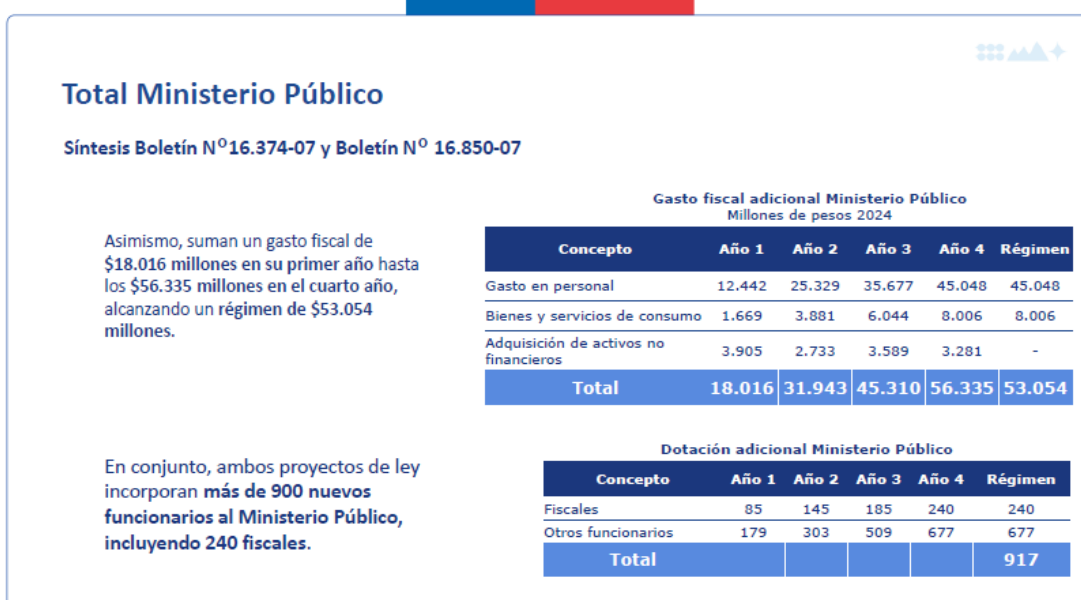 Total Ministerio Público
Síntesis Boletín Nº16.374-07 y Boletín Nº 16.850-07
Asimismo, suman un gasto fiscal de
$18.016 millones en su primer año hasta
los $56.335 millones en el cuarto año,
alcanzando un régimen de $53.054
millones.
Gasto fiscal adicional Ministerio Público
Millones de pesos 2024
Concepto Año 1 Año 2 Año 3 Año 4 Régimen
Gasto en personal 12.442 25.329 35.677 45.048 45.048
Bienes y servicios de consumo 1.669 3.881 6.044 8.006 8.006
Adquisición de activos no
financieros 3.905 2.733 3.589 3.281 -
Total 18.016 31.943 45.310 56.335 53.054
En conjunto, ambos proyectos de ley
incorporan más de 900 nuevos
funcionarios al Ministerio Público,
incluyendo 240 fiscales.
Dotación adicional Ministerio Público
Concepto Año 1 Año 2 Año 3 Año 4 Régimen
Fiscales 85 145 185 240 240
Otros funcionarios 179 303 509 677 677
Total 917